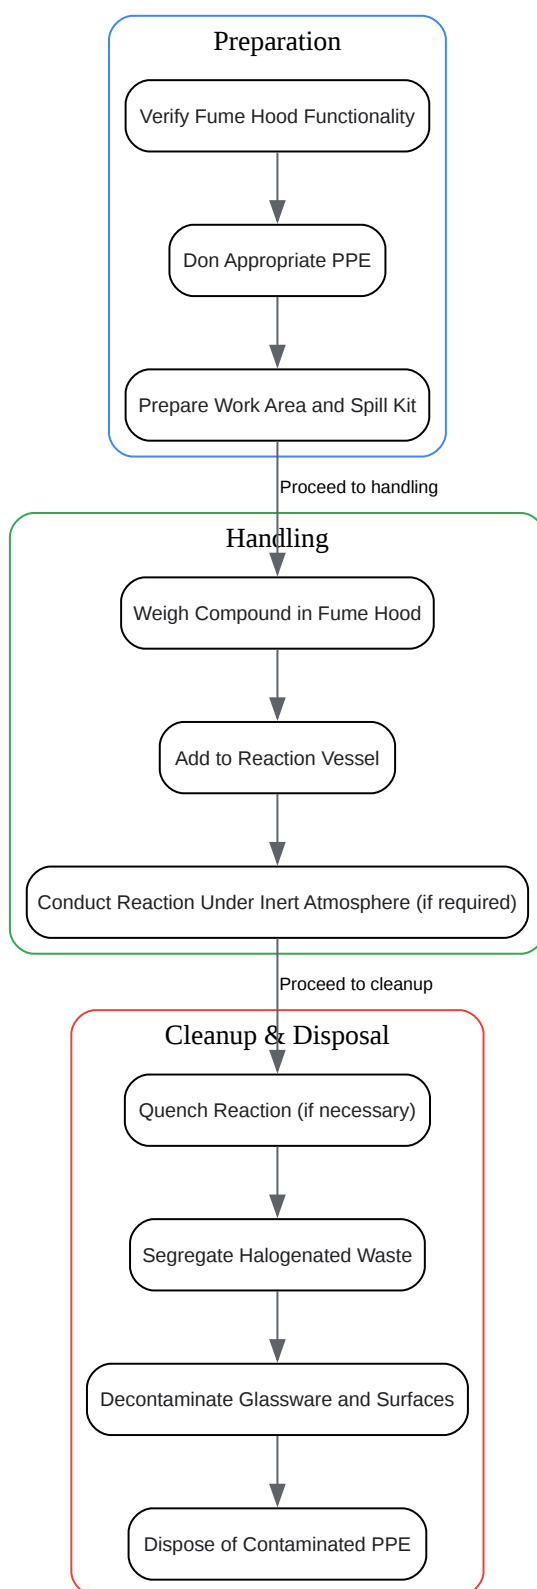 Preparation
Verify Fume Hood Functionality
Don Appropriate PPE
Prepare Work Area and Spill Kit
Proceed to handling
Handling
Weigh Compound in Fume Hood
Add to Reaction Vessel
Conduct Reaction Under Inert Atmosphere (if required)
Proceed to cleanup
Cleanup & Disposal
Quench Reaction (if necessary)
Segregate Halogenated Waste
Decontaminate Glassware and Surfaces
Dispose of Contaminated PPE